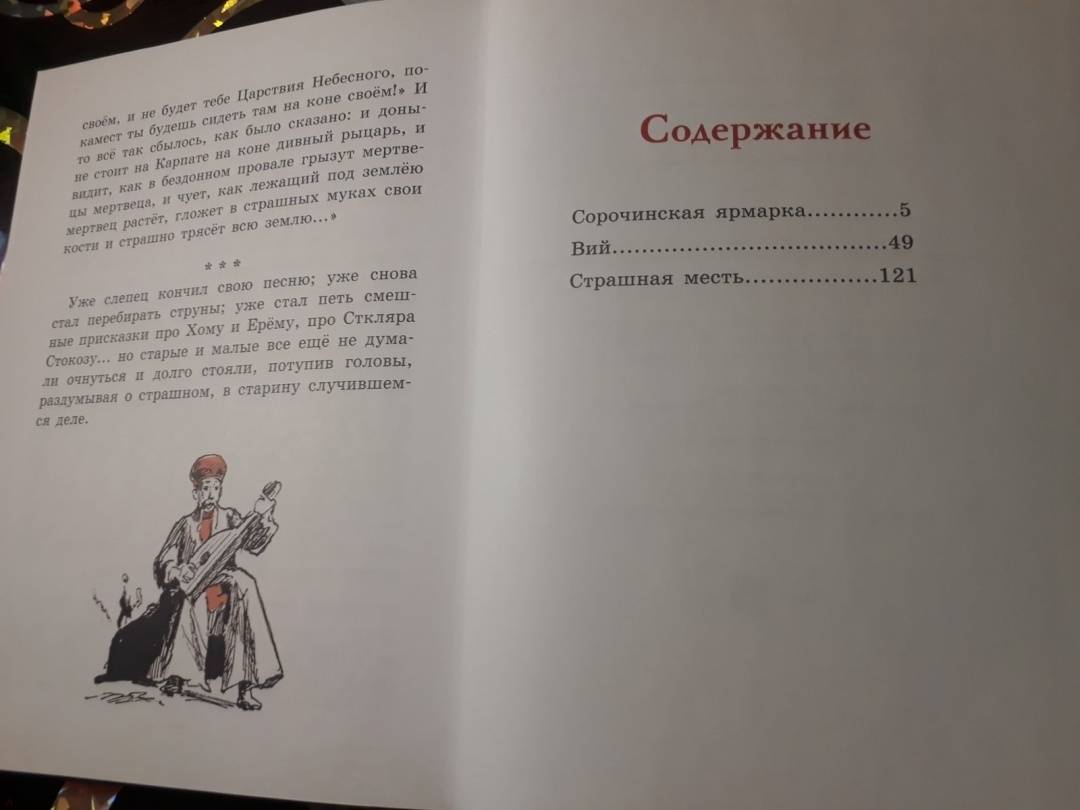 своём, и не будет тебе Царствия Небесного, по-
камест ты будешь сидеть там на коне своём!» И
то всё так сбылось, как было сказано: и доны-
не стоит на Карпате на коне дивный рыцарь, и
видит, как в бездонном провале грызут мертве-
цы мертвеца, и чует, как лежащий под землёю
мертвец растёт, гложет в страшных муках свои
кости и страшно трясёт всю землю...»
* * *
Уже слепец кончил свою песню; уже снова
стал перебирать струны; уже стал петь смеш-
ные присказки про Хому и Ерёму, про Сткляра
Стокозу... но старые и малые все ещё не дума-
ли очнуться и долго стояли, потупив головы,
раздумывая о страшном, в старину случившем-
ся деле.
Содержание
Сорочинская ярмарка............5
Вий....................................49
Страшная месть.................121